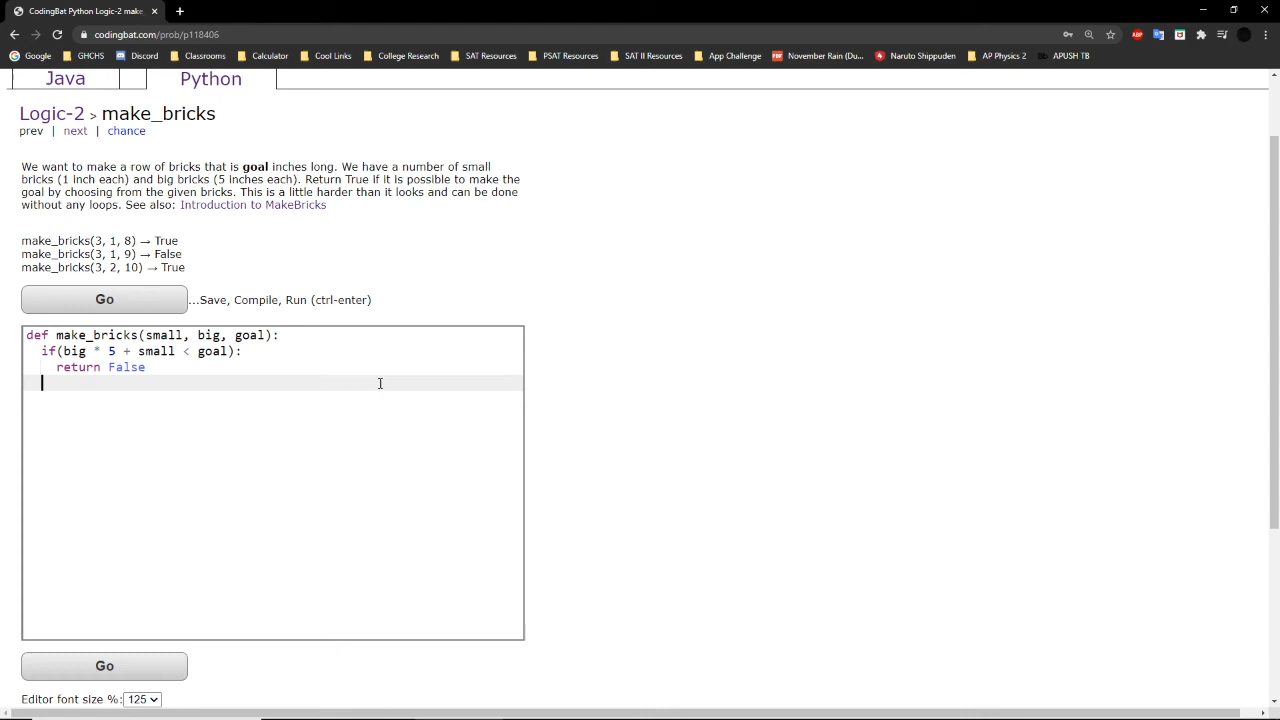 CodingBat Python Logic-2 make_
codingbat.com/prob/p118406
Google GHCHS Discord Classrooms Calculator Cool Links College Research SAT Resources PSAT Resources SAT II Resources App Challenge November Rain (Du... Naruto Shippuden AP Physics 2 Bb APUSH TB
Java Python
Logic-2 > make_bricks
prev | next | chance
We want to make a row of bricks that is goal inches long. We have a number of small
bricks (1 inch each) and big bricks (5 inches each). Return True if it is possible to make the
goal by choosing from the given bricks. This is a little harder than it looks and can be done
without any loops. See also: Introduction to MakeBricks
make_bricks(3, 1, 8) → True
make_bricks(3, 1, 9) → False
make_bricks(3, 2, 10) → True
Go ...Save, Compile, Run (ctrl-enter)
def make_bricks(small, big, goal):
if(big * 5 + small < goal):
return False
Go
Editor font size %: 125